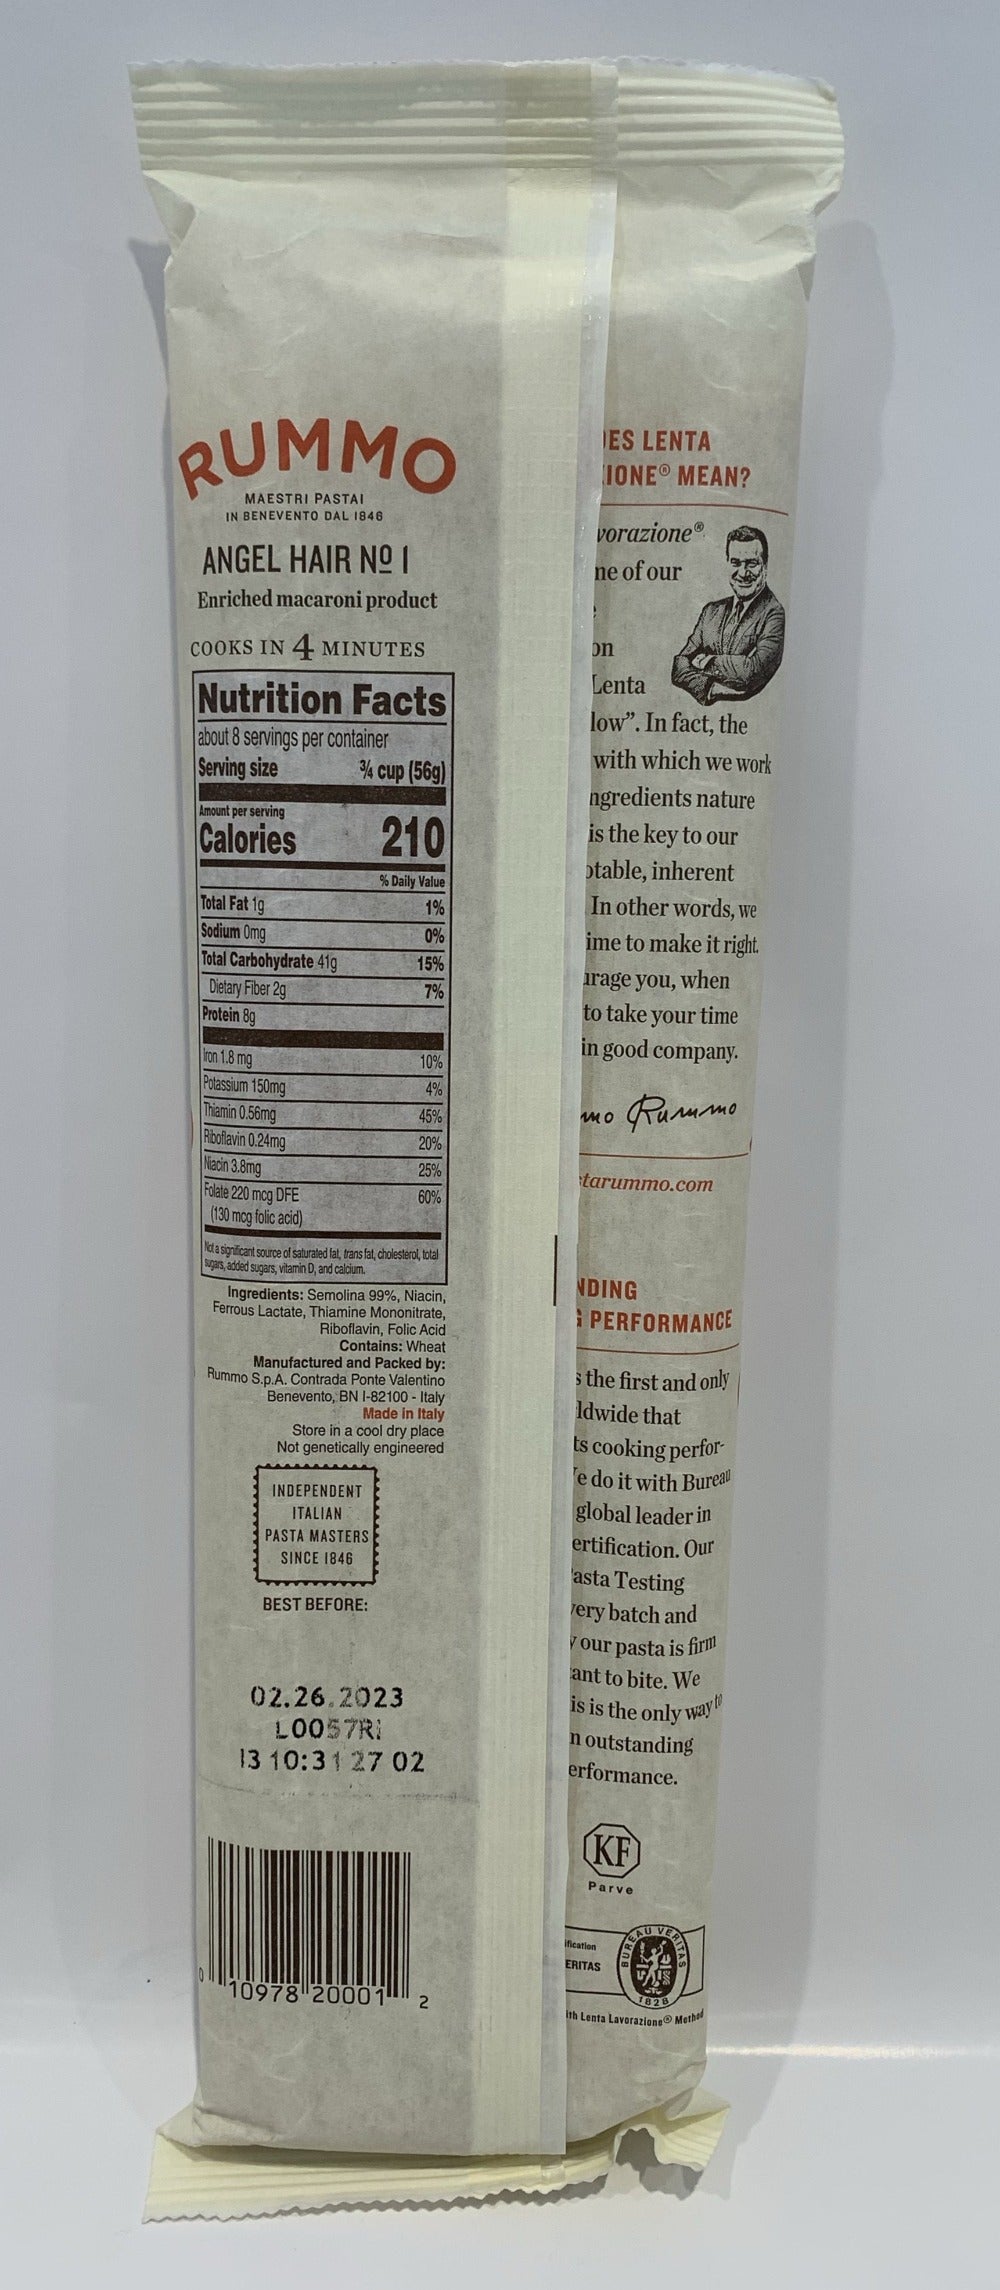 RUMMO
MAESTRI PASTAI
IN BENEVENTO DAL 1846
ANGEL HAIR Nº 1
Enriched macaroni product
COOKS IN 4 MINUTES
Nutrition Facts
about 8 servings per container
Serving size ¾ cup (56g)
Amount per serving
Calories 210
% Daily Value
Total Fat 1g 1%
Sodium 0mg 0%
Total Carbohydrate 41g 15%
Dietary Fiber 2g 7%
Protein 8g
Iron 1.8 mg 10%
Potassium 150mg 4%
Thiamin 0.56mg 45%
Riboflavin 0.24mg 20%
Niacin 3.8mg 25%
Folate 220 mcg DFE 60%
(130 mcg folic acid)
Not a significant source of saturated fat, trans fat, cholesterol, total
sugars, added sugars, vitamin D, and calcium.
Ingredients: Semolina 99%, Niacin,
Ferrous Lactate, Thiamine Mononitrate,
Riboflavin, Folic Acid
Contains: Wheat
Manufactured and Packed by:
Rummo S.p.A. Contrada Ponte Valentino
Benevento, BN I-82100 - Italy
Made in Italy
Store in a cool dry place
Not genetically engineered
INDEPENDENT
ITALIAN
PASTA MASTERS
SINCE 1846
BEST BEFORE:
02.26.2023
L0057RI
13 10:31 27 02
0 10978 20001 2
ES LENTA
IONE® MEAN?
vorazione®
ne of our
on
Lenta
low”. In fact, the
with which we work
ngredients nature
is the key to our
otable, inherent
In other words, we
ime to make it right.
urage you, when
to take your time
in good company.
mo Rummo
tarummo.com
NDING
G PERFORMANCE
s the first and only
ldwide that
ts cooking perfor-
e do it with Bureau
global leader in
ertification. Our
asta Testing
very batch and
y our pasta is firm
ant to bite. We
is is the only way to
n outstanding
erformance.
KF
Parve
ification
ERITAS
BUREAU VERITAS
1828
ith Lenta Lavorazione® Method